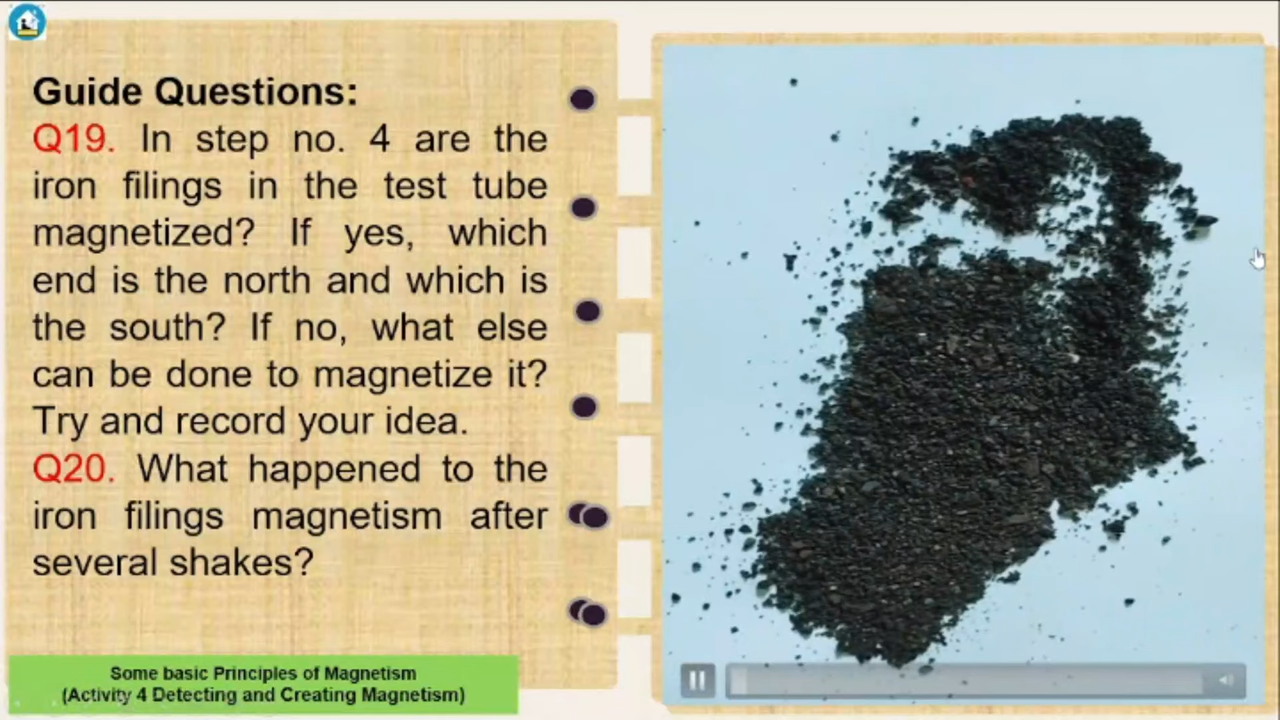 Guide Questions:
Q19. In step no. 4 are the
iron filings in the test tube
magnetized? If yes, which
end is the north and which is
the south? If no, what else
can be done to magnetize it?
Try and record your idea.
Q20. What happened to the
iron filings magnetism after
several shakes?
Some basic Principles of Magnetism
(Activity 4 Detecting and Creating Magnetism)